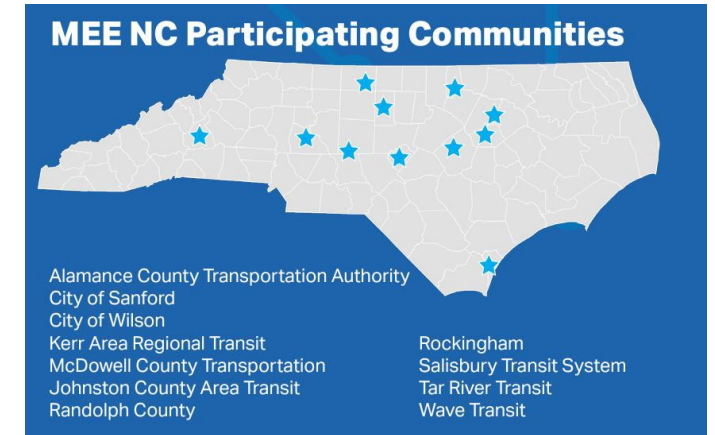 MEE NC Participating Communities
Alamance County Transportation Authority
City of Sanford
City of Wilson
Kerr Area Regional Transit
McDowell County Transportation
Johnston County Area Transit
Randolph County
Rockingham
Salisbury Transit System
Tar River Transit
Wave Transit